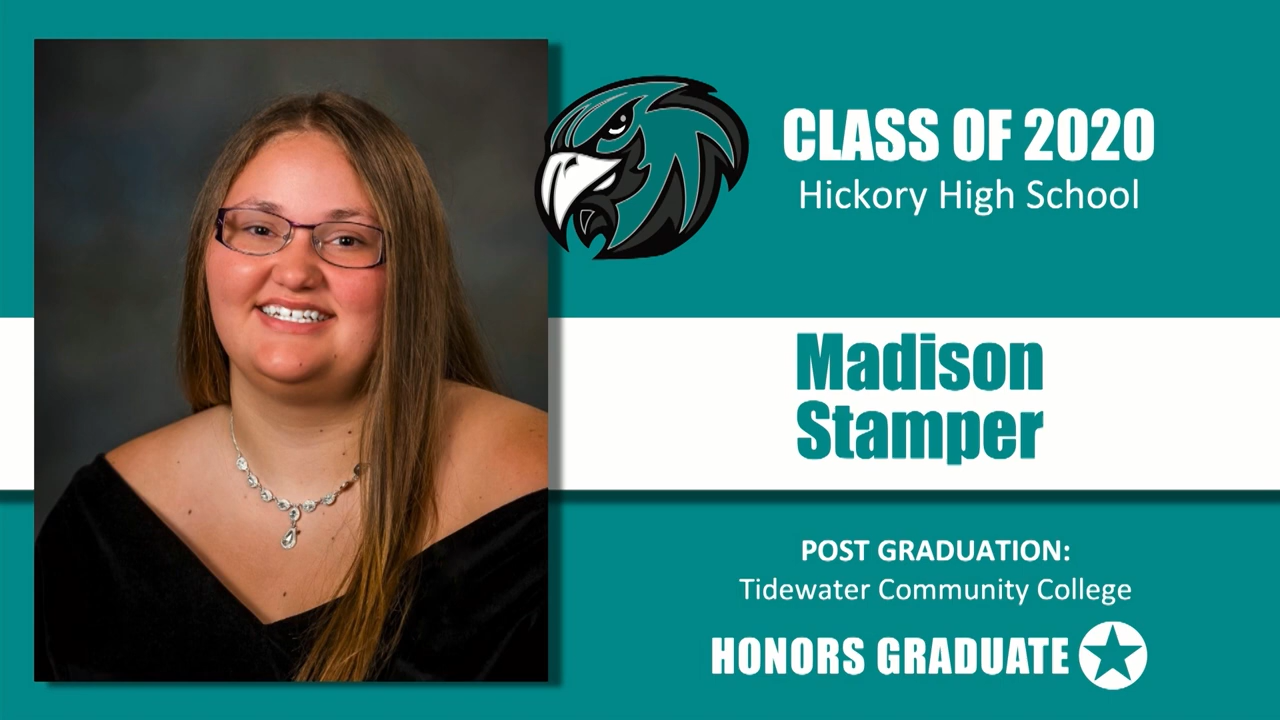 CLASS OF 2020
Hickory High School
Madison
Stamper
POST GRADUATION:
Tidewater Community College
HONORS GRADUATE